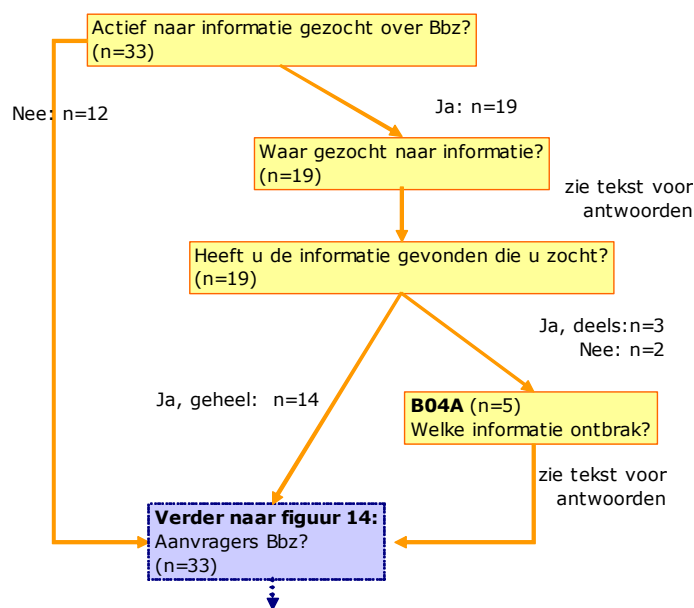 Actief naar informatie gezocht over Bbz?
(n=33)
Nee: n=12
Ja: n=19
Waar gezocht naar informatie?
(n=19)
zie tekst voor
antwoorden
Heeft u de informatie gevonden die u zocht?
(n=19)
Ja, deels:n=3
Nee: n=2
Ja, geheel: n=14
B04A (n=5)
Welke informatie ontbrak?
zie tekst voor
antwoorden
Verder naar figuur 14:
Aanvragers Bbz?
(n=33)